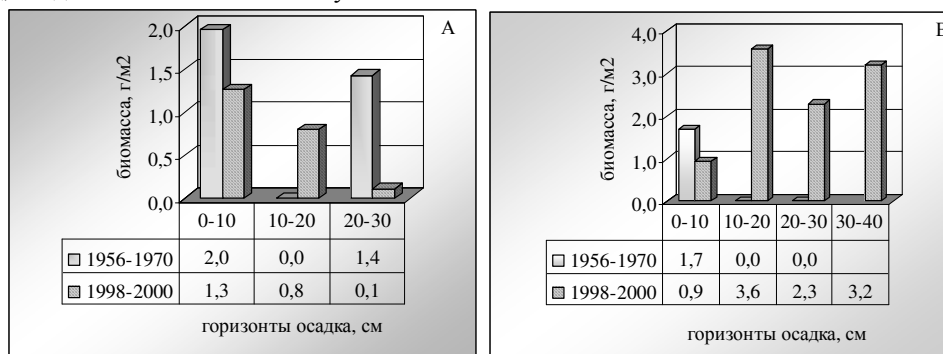 А
биомасса, г/м2
2,0
1,5
1,0
0,5
0,0
0-10 10-20 20-30
1956-1970 2,0 0,0 1,4
1998-2000 1,3 0,8 0,1
горизонты осадка, см
биомасса, г/м2
4,0
3,0
2,0
1,0
0,0
0-10 10-20 20-30 30-40
1956-1970 1,7 0,0 0,0
1998-2000 0,9 3,6 2,3 3,2
горизонты осадка, см